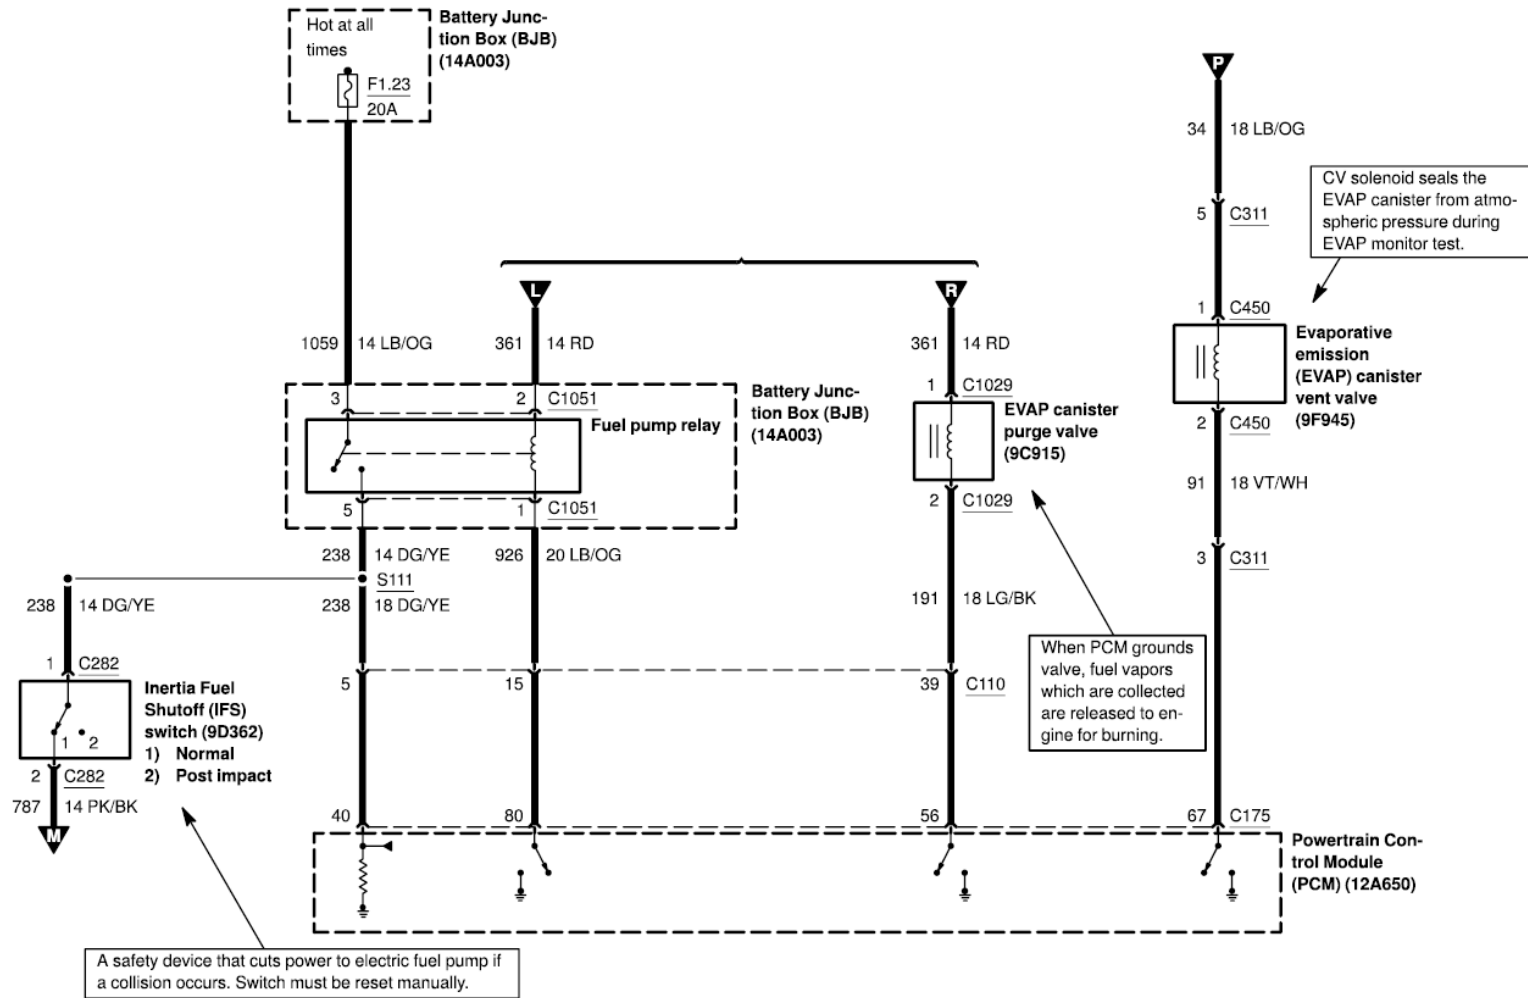 Hot at all
times
F1.23
20A
Battery Junc-
tion Box (BJB)
(14A003)
P
34 18 LB/OG
5 C311
CV solenoid seals the
EVAP canister from atmo-
spheric pressure during
EVAP monitor test.
L
R
1 C450
Evaporative
emission
(EVAP) canister
vent valve
(9F945)
2 C450
1059 14 LB/OG
361 14 RD
361 14 RD
3
2 C1051
Fuel pump relay
Battery Junc-
tion Box (BJB)
(14A003)
1 C1029
EVAP canister
purge valve
(9C915)
2 C1029
91 18 VT/WH
3 C311
5
1 C1051
238 14 DG/YE
926 20 LB/OG
S111
238 14 DG/YE
238 18 DG/YE
191 18 LG/BK
When PCM grounds
valve, fuel vapors
which are collected
are released to en-
gine for burning.
1 C282
Inertia Fuel
Shutoff (IFS)
switch (9D362)
1) Normal
2) Post impact
1 2
2 C282
787 14 PK/BK
M
5
15
39 C110
40
80
56
67 C175
Powertrain Con-
trol Module
(PCM) (12A650)
A safety device that cuts power to electric fuel pump if
a collision occurs. Switch must be reset manually.